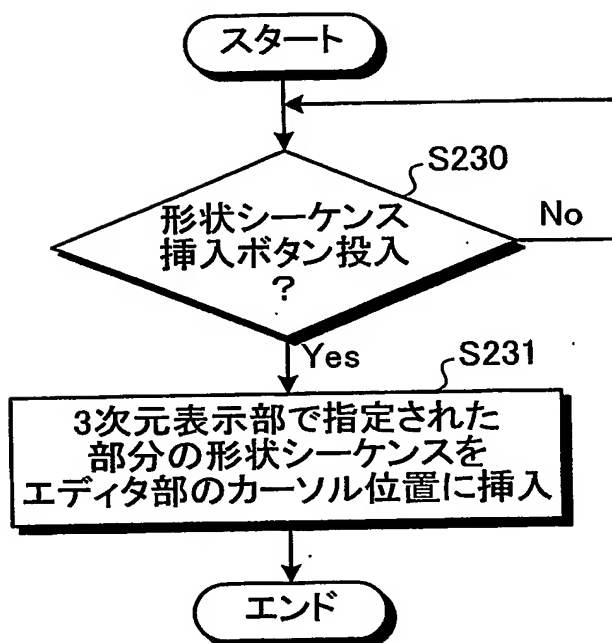 スタート
S230
形状シーケンス
挿入ボタン投入
?
No
Yes
S231
3次元表示部で指定された
部分の形状シーケンスを
エディタ部のカーソル位置に挿入
エンド